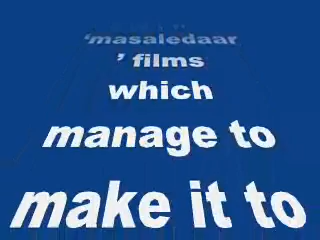 ‘masaledaar
’ films
which
manage to
make it to